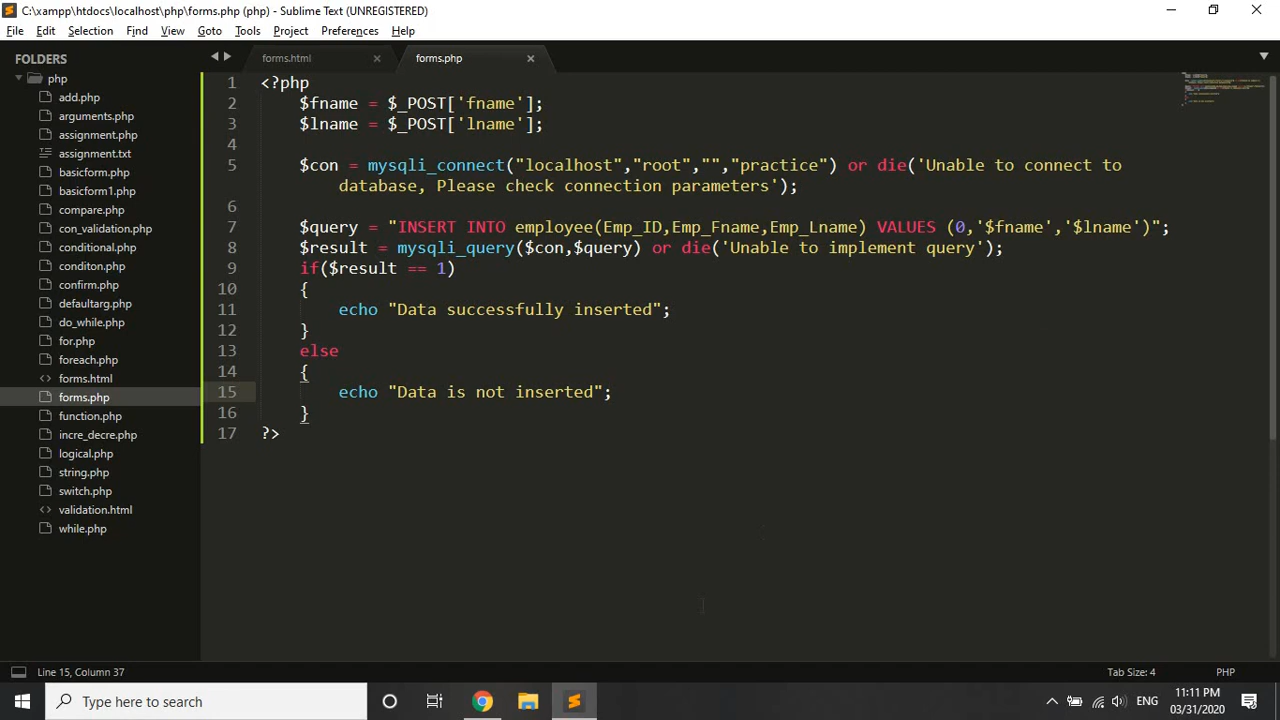 C:\xampp\htdocs\localhost\php\forms.php (php) - Sublime Text (UNREGISTERED)
File Edit Selection Find View Goto Tools Project Preferences Help
FOLDERS
php
add.php
arguments.php
assignment.php
assignment.txt
basicform.php
basicform1.php
compare.php
con_validation.php
conditional.php
conditon.php
confirm.php
defaultarg.php
do_while.php
for.php
foreach.php
forms.html
forms.php
function.php
incre_decre.php
logical.php
string.php
switch.php
validation.html
while.php
forms.html forms.php
1 <?php
2 $fname = $_POST['fname'];
3 $lname = $_POST['lname'];
4
5 $con = mysqli_connect("localhost","root","","practice") or die('Unable to connect to
database, Please check connection parameters');
6
7 $query = "INSERT INTO employee(Emp_ID,Emp_Fname,Emp_Lname) VALUES (0,'$fname','$lname')";
8 $result = mysqli_query($con,$query) or die('Unable to implement query');
9 if($result == 1)
10 {
11 echo "Data successfully inserted";
12 }
13 else
14 {
15 echo "Data is not inserted";
16 }
17 ?>
Line 15, Column 37
Tab Size: 4
PHP
Type here to search
ENG
11:11 PM
03/31/2020